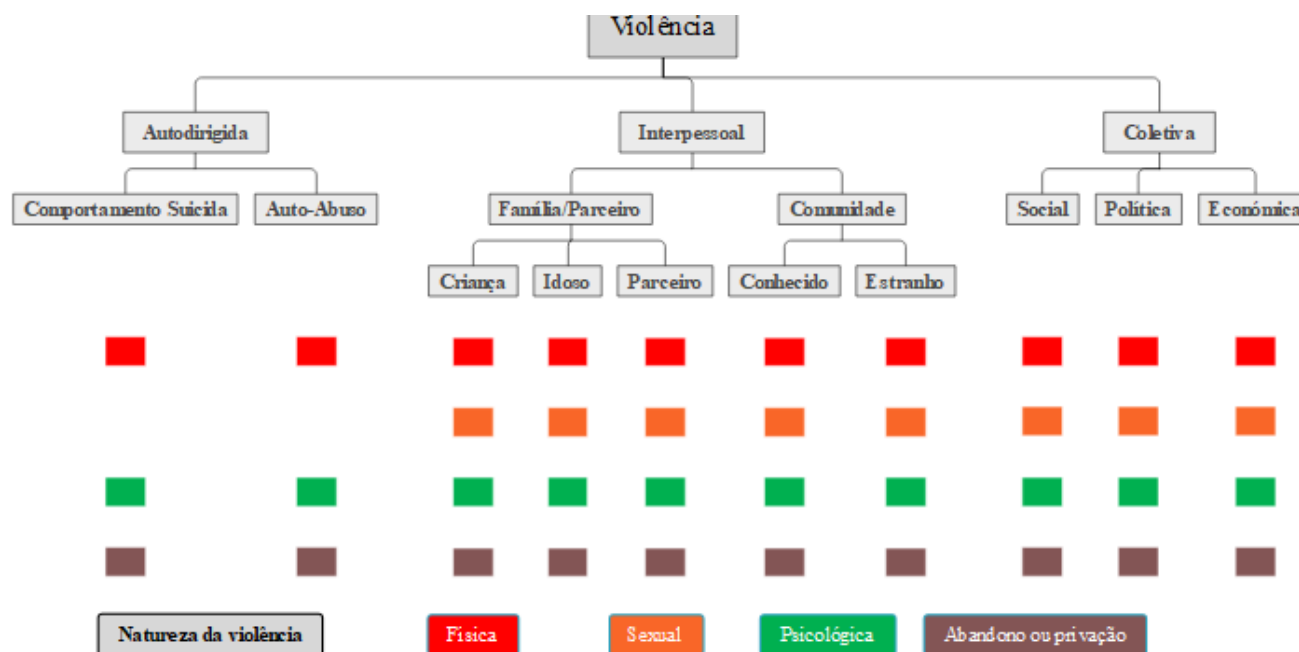 Violência
Autodirigida
Interpessoal
Coletiva
Comportamento Suicida
Auto-Abuso
Família/Parceiro
Comunidade
Social
Política
Económica
Criança
Idoso
Parceiro
Conhecido
Estranho
Natureza da violência
Física
Sexual
Psicológica
Abandono ou privação